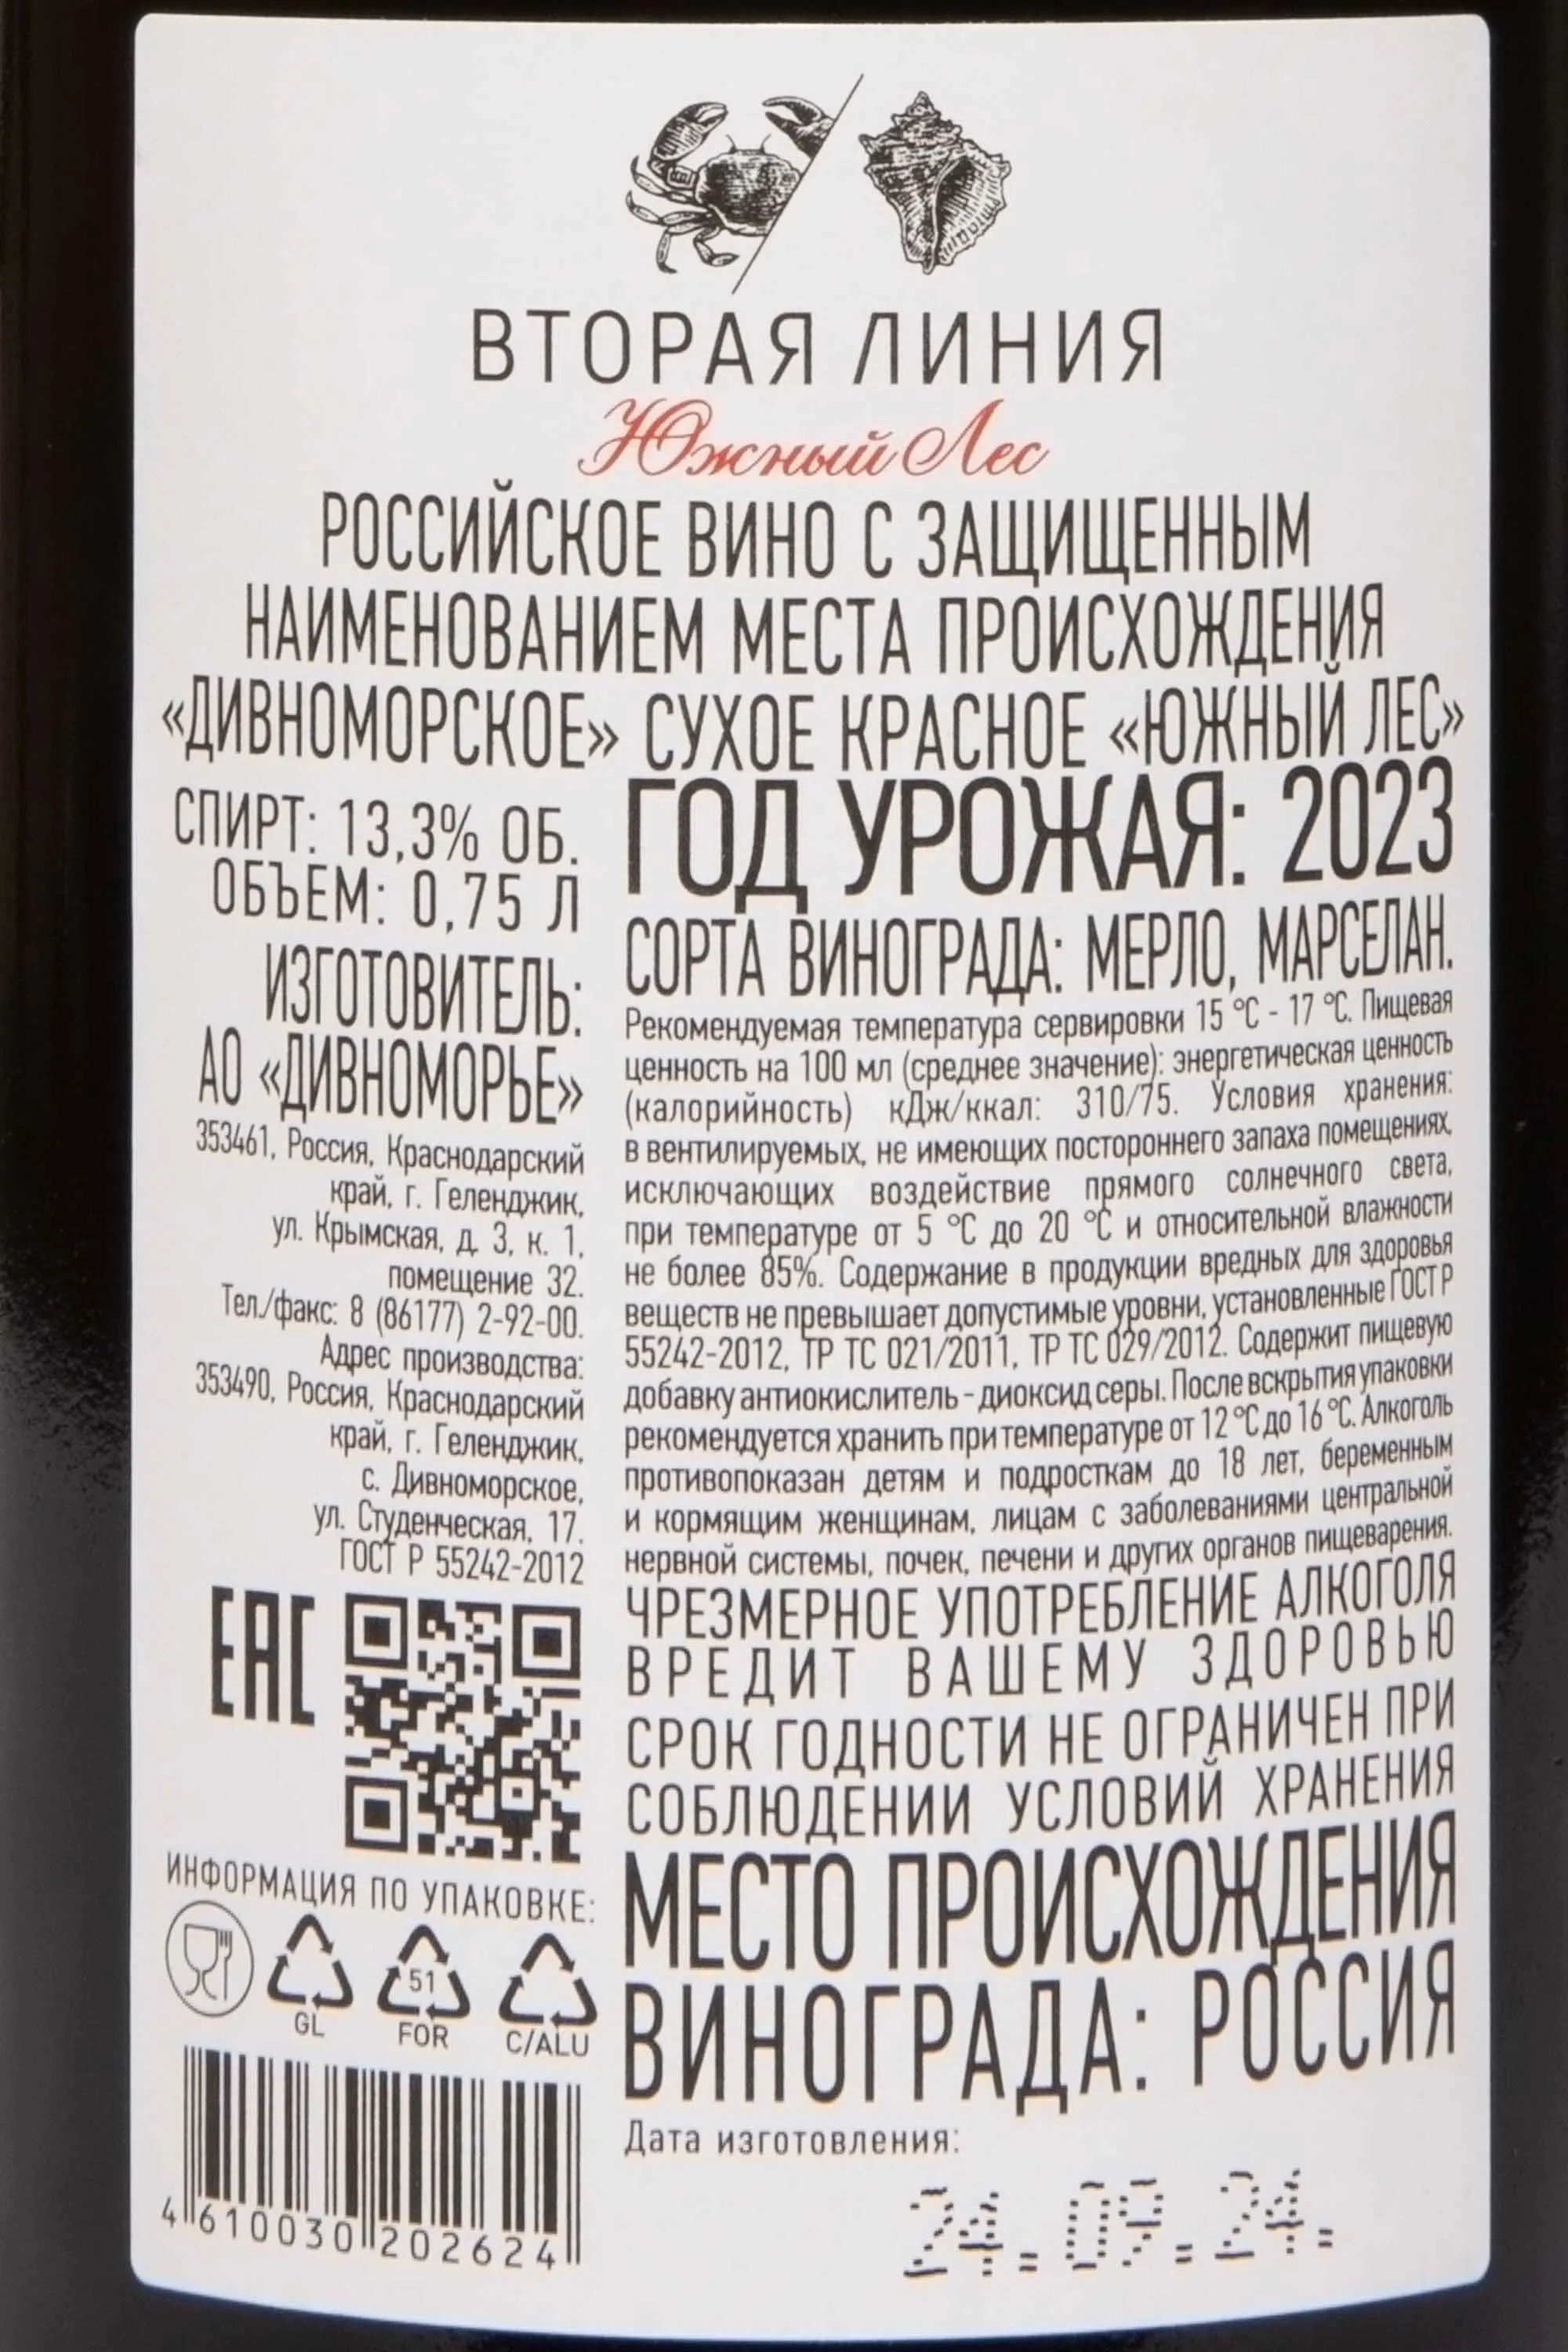 ВТОРАЯ ЛИНИЯ
Южный Лес
РОССИЙСКОЕ ВИНО С ЗАЩИЩЕННЫМ
НАИМЕНОВАНИЕМ МЕСТА ПРОИСХОЖДЕНИЯ
«ДИВНОМОРСКОЕ» СУХОЕ КРАСНОЕ «ЮЖНЫЙ ЛЕС»
СПИРТ: 13,3% ОБ.
ОБЪЕМ: 0,75 Л
ИЗГОТОВИТЕЛЬ:
АО «ДИВНОМОРЬЕ»
353461, Россия, Краснодарский
край, г. Геленджик,
ул. Крымская, д. 3, к. 1,
помещение 32.
Тел./факс: 8 (86177) 2-92-00.
Адрес производства:
353490, Россия, Краснодарский
край, г. Геленджик,
с. Дивноморское,
ул. Студенческая, 17.
ГОСТ Р 55242-2012
ЕАС
ИНФОРМАЦИЯ ПО УПАКОВКЕ:
GL
51
FOR
C/ALU
4 610030 202624
ГОД УРОЖАЯ: 2023
СОРТА ВИНОГРАДА: МЕРЛО, МАРСЕЛАН.
Рекомендуемая температура сервировки 15 °С - 17 °С. Пищевая
ценность на 100 мл (среднее значение): энергетическая ценность
(калорийность) кДж/ккал: 310/75. Условия хранения:
в вентилируемых, не имеющих постороннего запаха помещениях,
исключающих воздействие прямого солнечного света,
при температуре от 5 °С до 20 °С и относительной влажности
не более 85%. Содержание в продукции вредных для здоровья
веществ не превышает допустимые уровни, установленные ГОСТ Р
55242-2012, ТР ТС 021/2011, ТР ТС 029/2012. Содержит пищевую
добавку антиокислитель - диоксид серы. После вскрытия упаковки
рекомендуется хранить при температуре от 12 °С до 16 °С. Алкоголь
противопоказан детям и подросткам до 18 лет, беременным
и кормящим женщинам, лицам с заболеваниями центральной
нервной системы, почек, печени и других органов пищеварения.
ЧРЕЗМЕРНОЕ УПОТРЕБЛЕНИЕ АЛКОГОЛЯ
ВРЕДИТ ВАШЕМУ ЗДОРОВЬЮ
СРОК ГОДНОСТИ НЕ ОГРАНИЧЕН ПРИ
СОБЛЮДЕНИИ УСЛОВИЙ ХРАНЕНИЯ
МЕСТО ПРОИСХОЖДЕНИЯ
ВИНОГРАДА: РОССИЯ
Дата изготовления:
24.09.24.